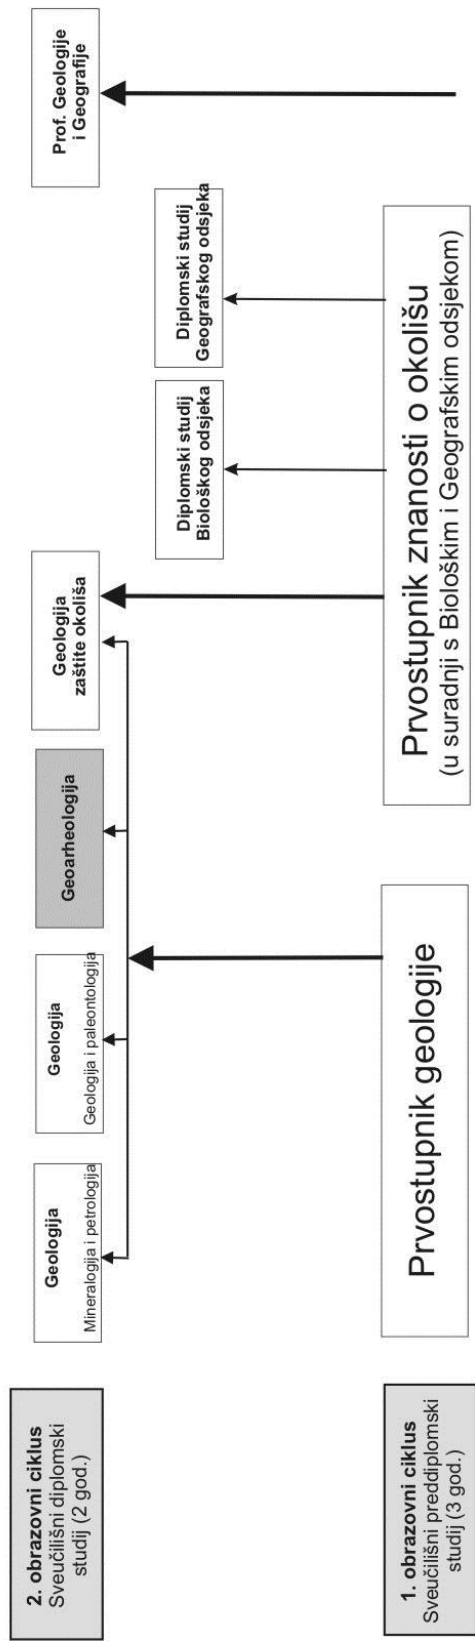 2. obrazovni ciklus
Sveučilišni diplomski
studij (2 god.)
Geologija
Mineralogija i petrologija
Geologija
Geologija i paleontologija
Geoarheologija
Geologija
zaštite okoliša
Diplomski studij
Biološkog odsjeka
Diplomski studij
Geografskog odsjeka
Prof. Geologije
i Geografije
1. obrazovni ciklus
Sveučilišni preddiplomski
studij (3 god.)
Prvostupnik geologije
Prvostupnik znanosti o okolišu
(u suradnji s Biološkim i Geografskim odsjekom)